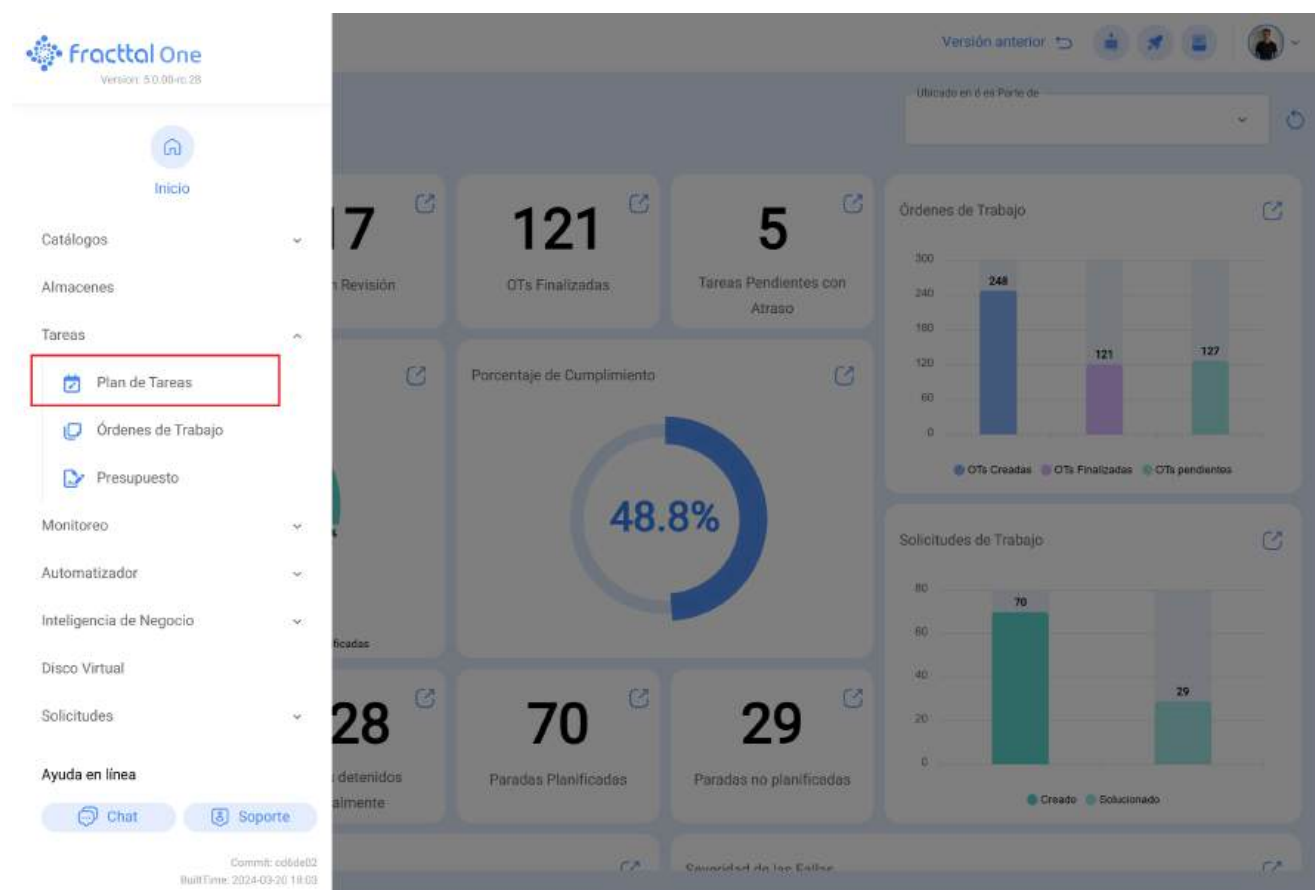 fracttal One
Version: 5.0.00-rc.28
Inicio
Catálogos
Almacenes
Tareas
Plan de Tareas
Órdenes de Trabajo
Presupuesto
Monitoreo
Automatizador
Inteligencia de Negocio
Disco Virtual
Solicitudes
Ayuda en línea
Chat
Soporte
Commit: cd6de02
BuiltTime: 2024-03-20 18:03
Versión anterior
Ubicado en ó es Parte de
17
Revisión
121
OTs Finalizadas
5
Tareas Pendientes con
Atraso
Órdenes de Trabajo
300
240
180
120
60
0
248
121
127
OTs Creadas
OTs Finalizadas
OTs pendientes
Porcentaje de Cumplimiento
48.8%
ficadas
Solicitudes de Trabajo
80
60
40
20
0
70
29
Creado
Solucionado
28
detenidos
almente
70
Paradas Planificadas
29
Paradas no planificadas
Severidad de las Fallas